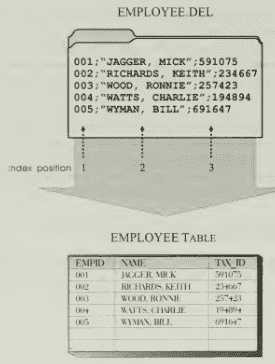 EMPLOYEE.DEL
001;"JAGGER, MICK";591075
002;"RICHARDS, KEITH";234667
003;"WOOD, RONNIE";257423
004;"WATTS, CHARLIE";194894
005;"WYMAN, BILL";691647
index position 1 2 3
EMPLOYEE TABLE
EMPID NAME TAX_ID
001 JAGGER, MICK 591075
002 RICHARDS, KEITH 234667
003 WOOD, RONNIE 257423
004 WATTS, CHARLIE 194894
005 WYMAN, BILL 691647